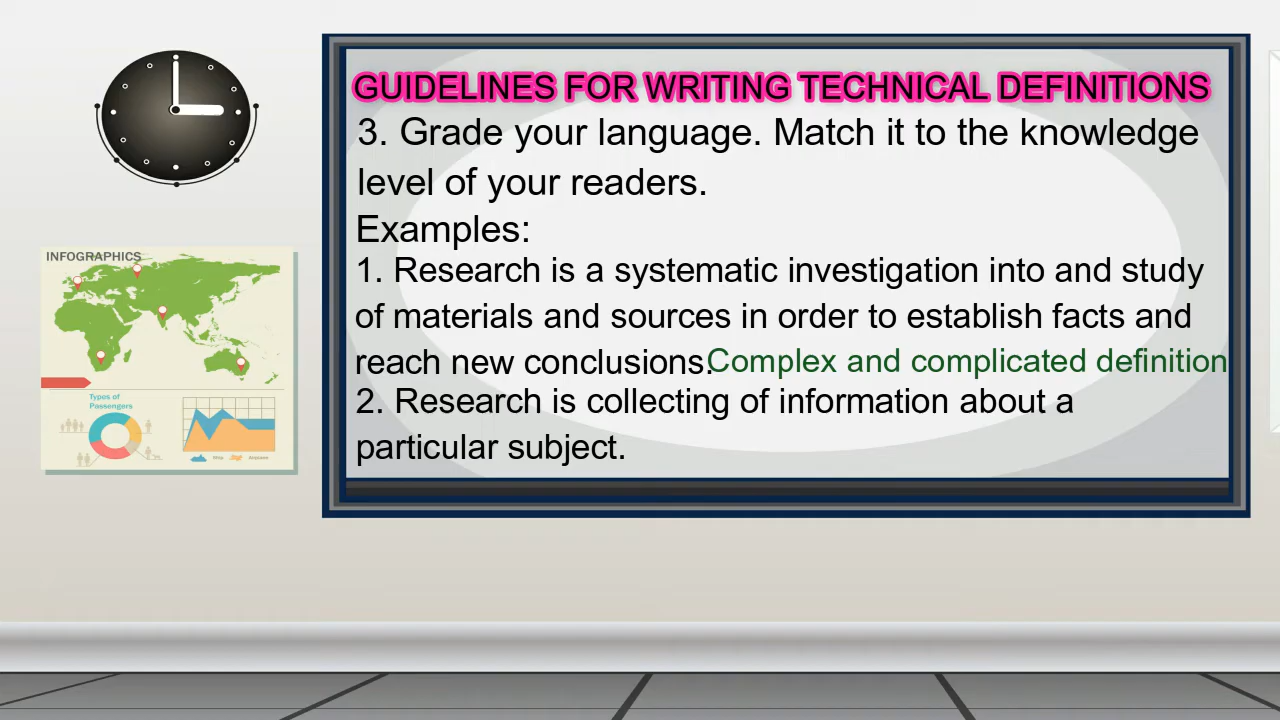 GUIDELINES FOR WRITING TECHNICAL DEFINITIONS
3. Grade your language. Match it to the knowledge
level of your readers.
Examples:
1. Research is a systematic investigation into and study
of materials and sources in order to establish facts and
reach new conclusions. Complex and complicated definition
2. Research is collecting of information about a
particular subject.
INFOGRAPHICS
Types of
Passengers